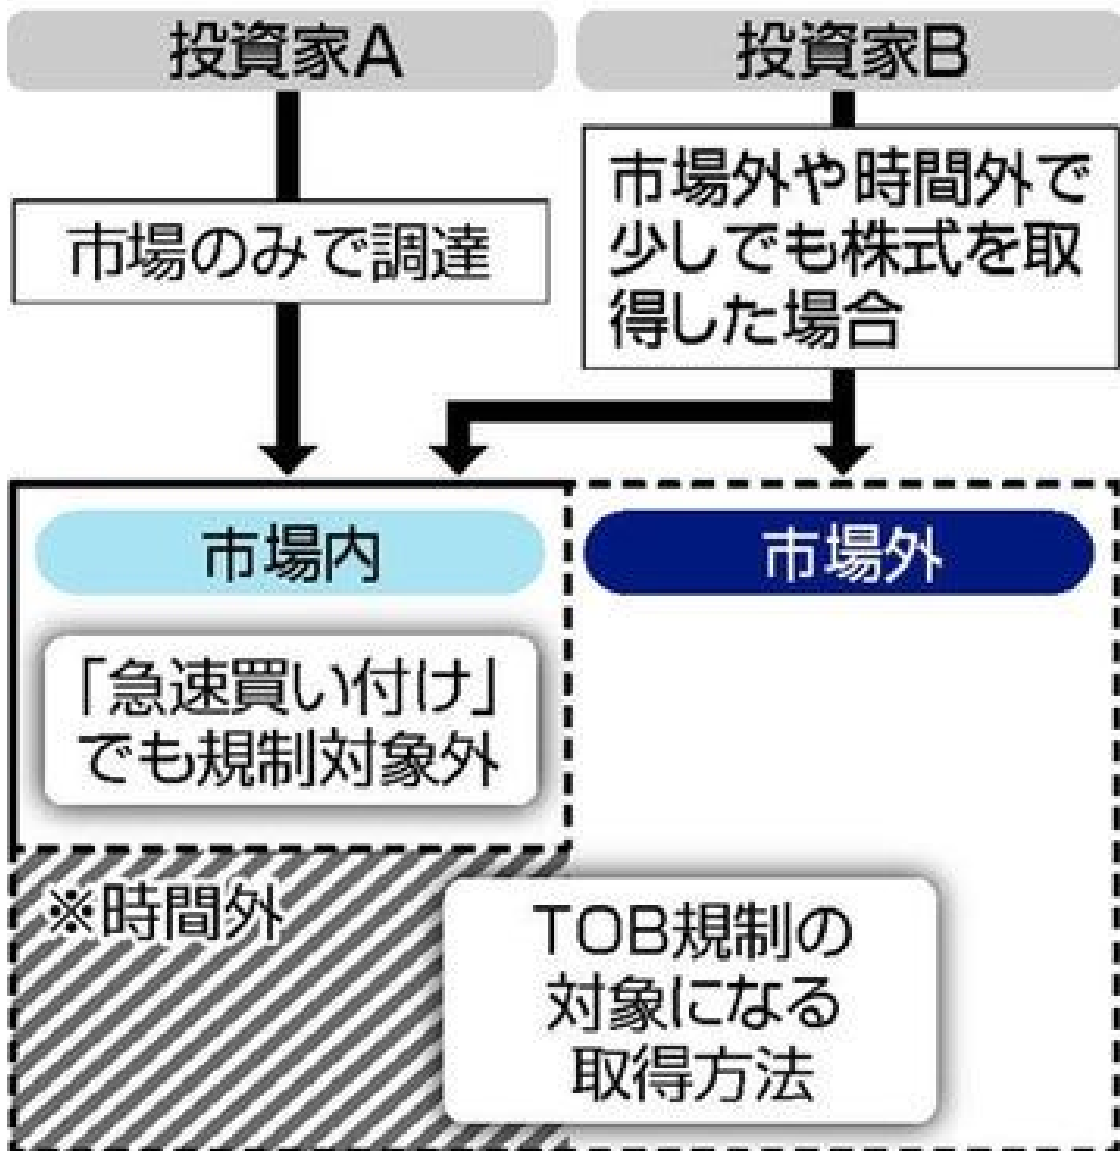 投資家A
投資家B
市場のみで調達
市場外や時間外で
少しでも株式を取
得した場合
市場内
市場外
「急速買い付け」
でも規制対象外
※時間外
TOB規制の
対象になる
取得方法